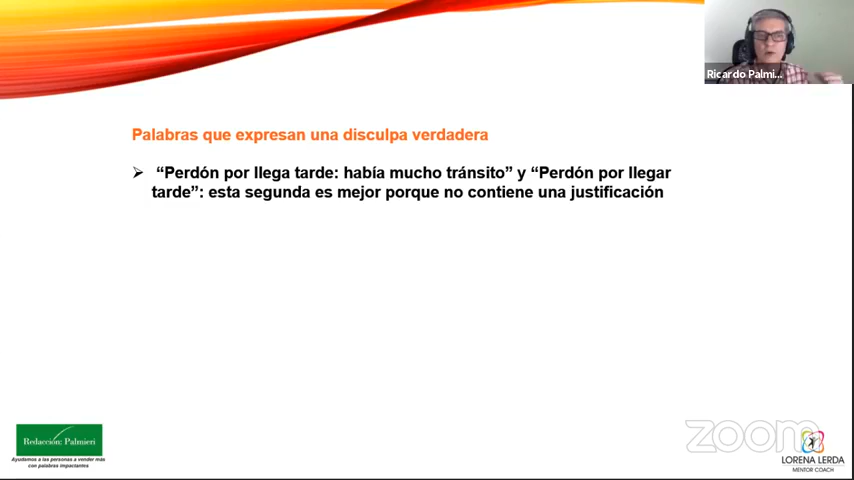 Ricardo Palmi...
Palabras que expresan una disculpa verdadera
“Perdón por llega tarde: había mucho tránsito” y “Perdón por llegar
tarde”: esta segunda es mejor porque no contiene una justificación
Redacción: Palmieri
Ayudamos a las personas a vender más
con palabras impactantes
zoom
LORENA LERDA
MENTOR COACH